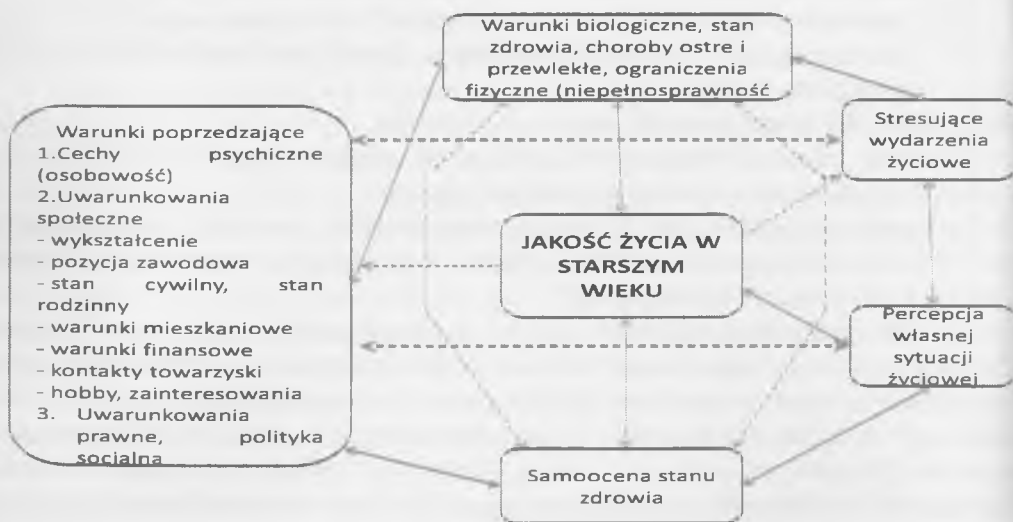 Warunki biologiczne, stan
zdrowia, choroby ostre i
przewlekłe, ograniczenia
fizyczne (niepełnosprawność
Warunki poprzedzające
1.Cechy psychiczne
(osobowość)
2.Uwarunkowania
społeczne
- wykształcenie
- pozycja zawodowa
- stan cywilny, stan
rodzinny
- warunki mieszkaniowe
- warunki finansowe
- kontakty towarzyski
- hobby, zainteresowania
3. Uwarunkowania
prawne, polityka
socjalna
Stresujące
wydarzenia
życiowe
JAKOŚĆ ŻYCIA W
STARSZYM
WIEKU
Percepcja
własnej
sytuacji
życiowej
Samoocena stanu
zdrowia